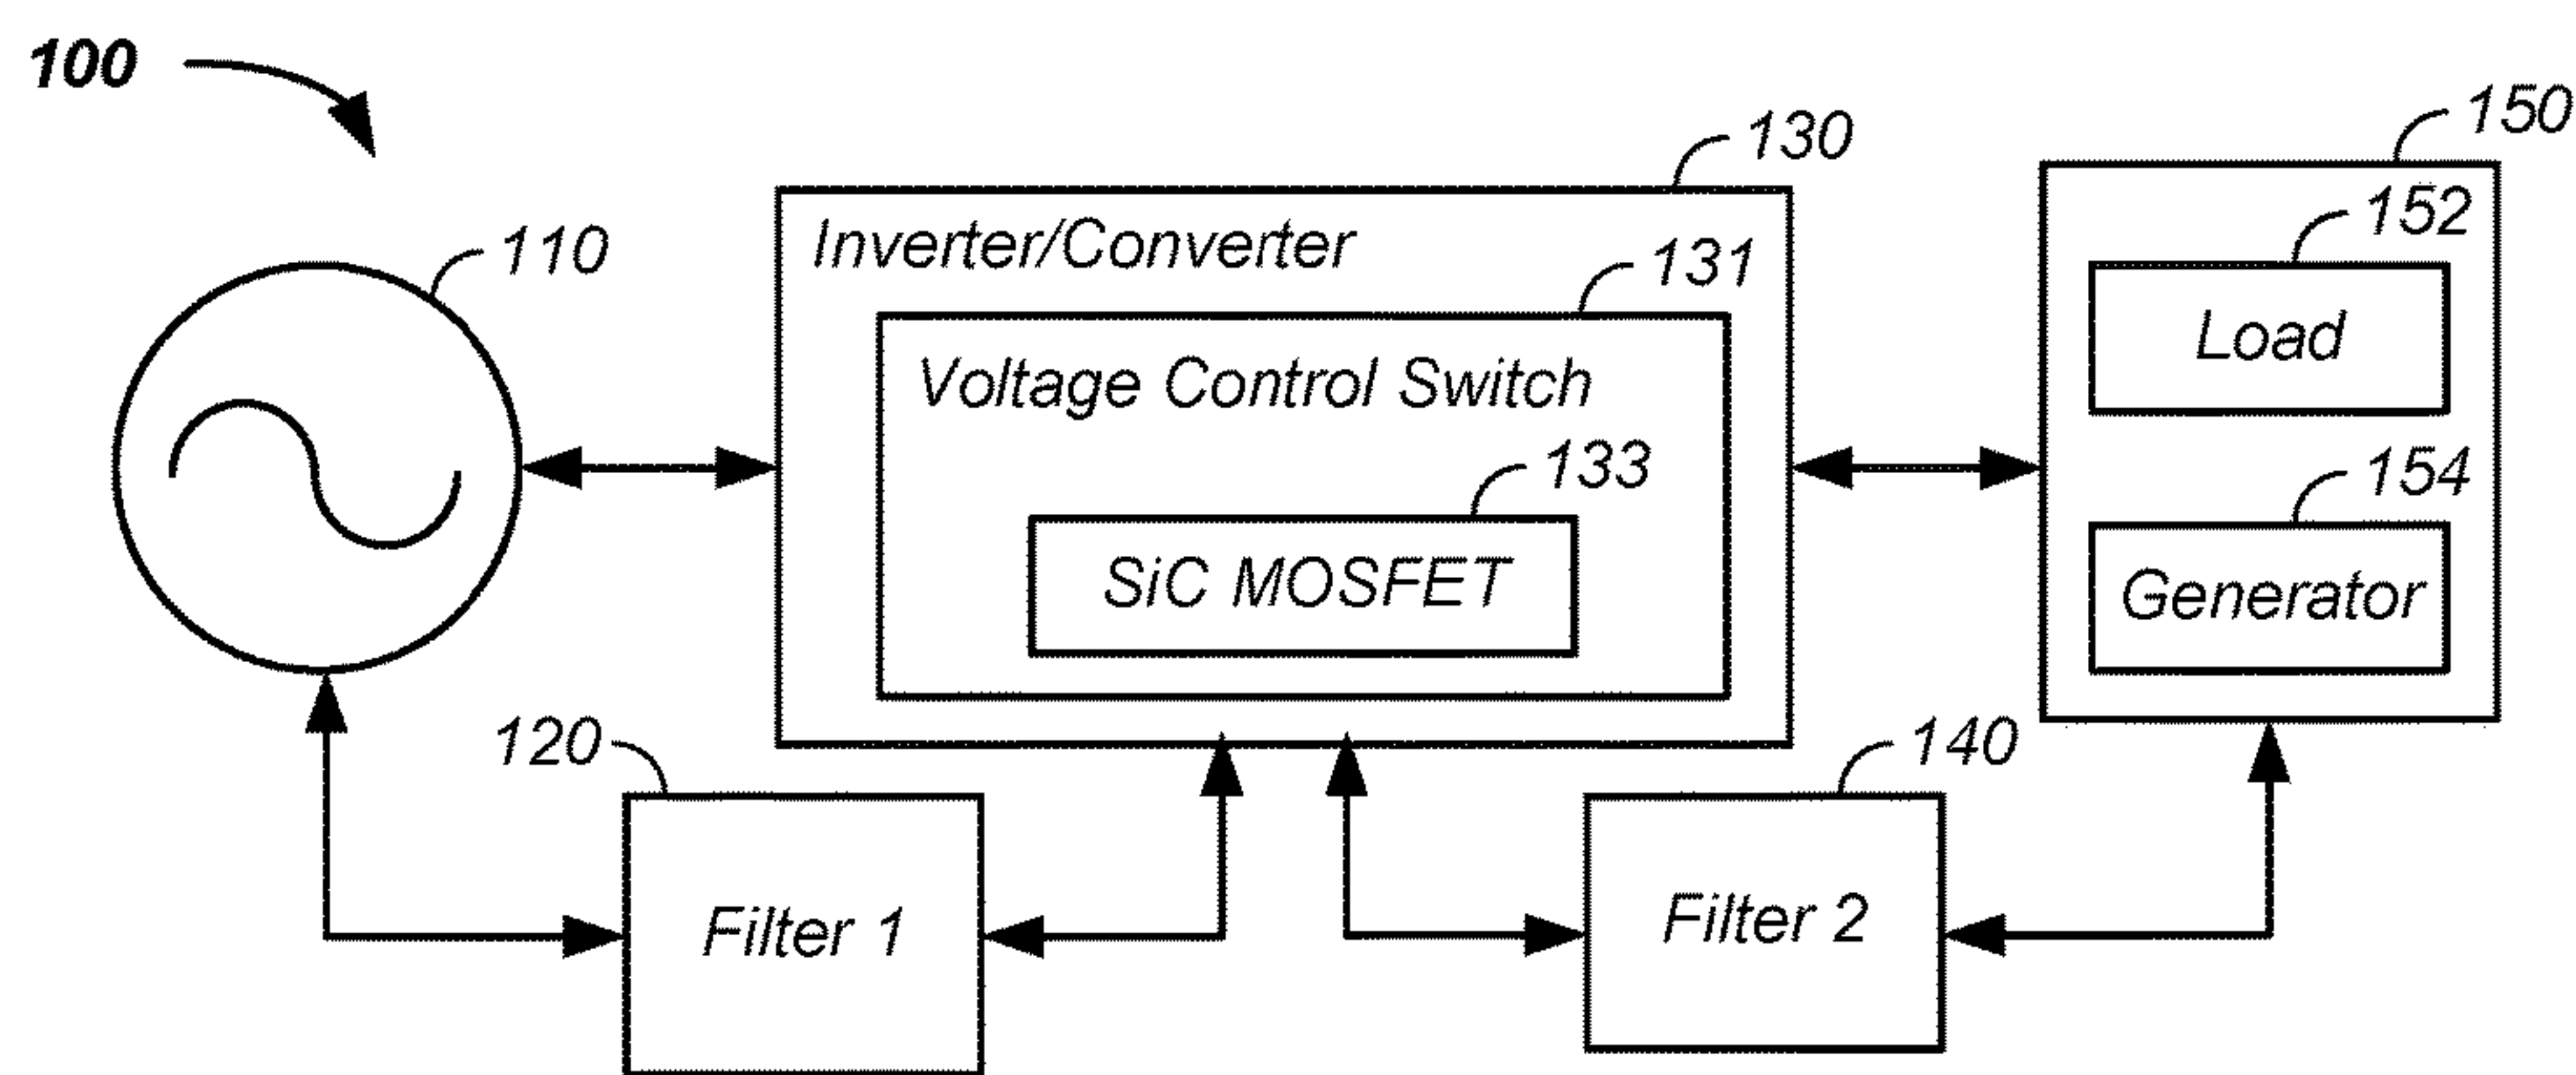 100
110
130
Inverter/Converter
131
Voltage Control Switch
133
SiC MOSFET
150
152
Load
154
Generator
120
Filter 1
140
Filter 2